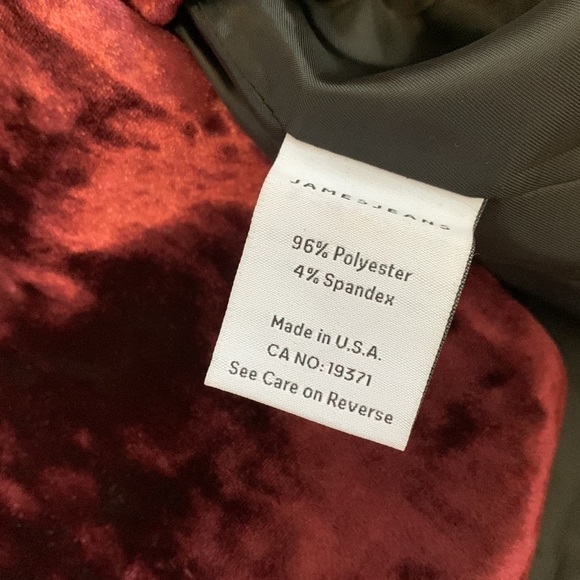 JAMESJEANS
96% Polyester
4% Spandex
Made in U.S.A.
CA NO: 19371
See Care on Reverse